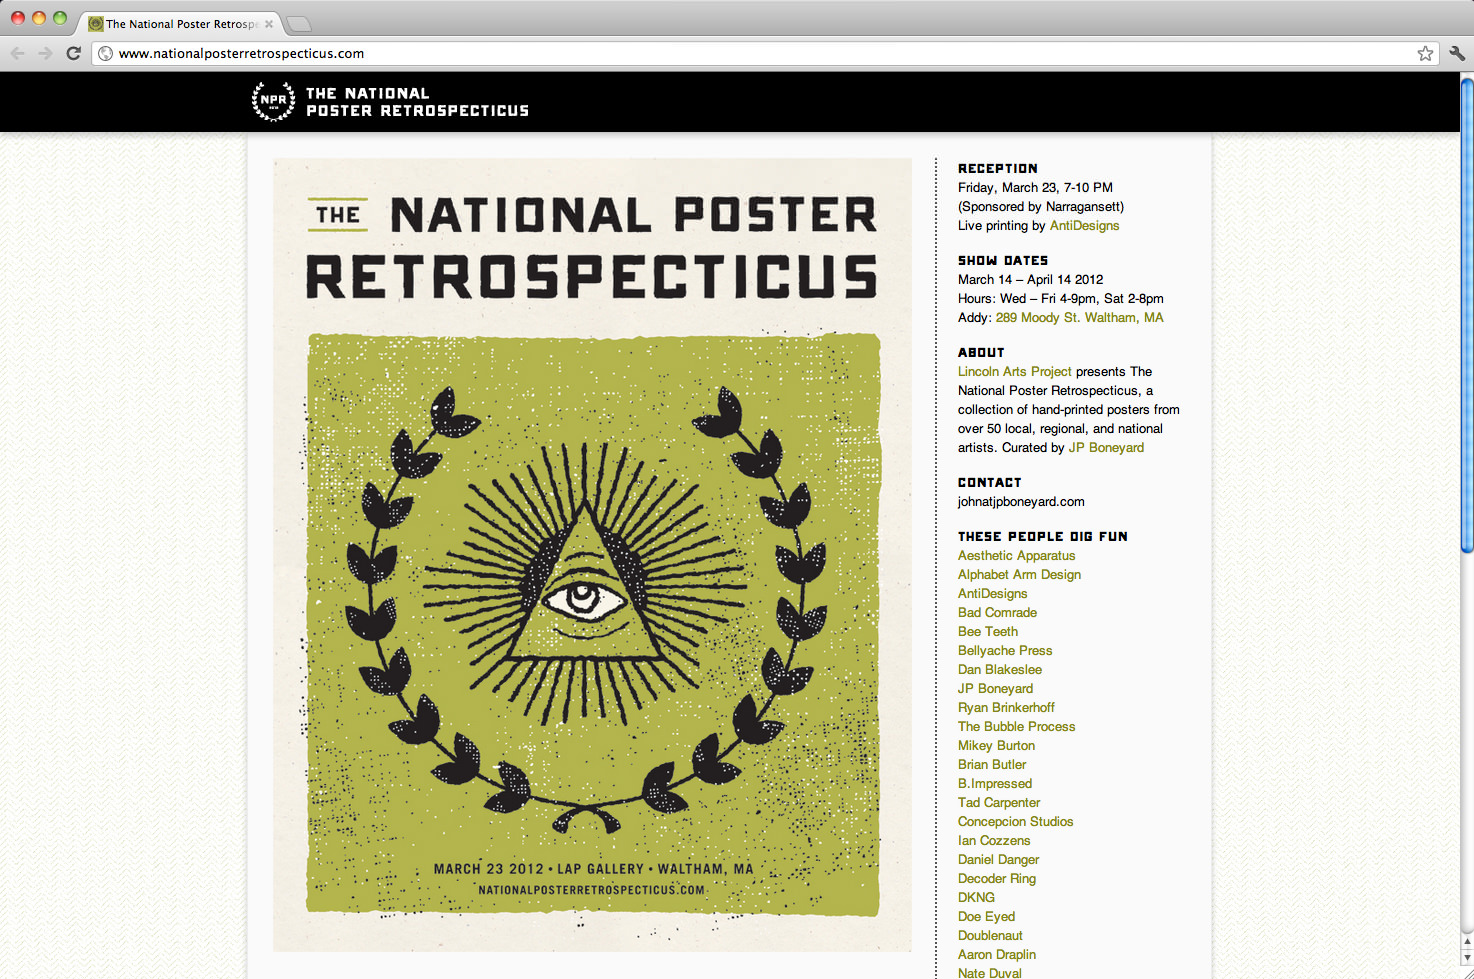 The National Poster Retrospe
www.nationalposterretrospecticus.com
NPR
THE NATIONAL
POSTER RETROSPECTICUS
THE NATIONAL POSTER
RETROSPECTICUS
MARCH 23 2012 • LAP GALLERY • WALTHAM, MA
NATIONALPOSTERRETROSPECTICUS.COM
RECEPTION
Friday, March 23, 7-10 PM
(Sponsored by Narragansett)
Live printing by AntiDesigns
SHOW DATES
March 14 – April 14 2012
Hours: Wed – Fri 4-9pm, Sat 2-8pm
Addy: 289 Moody St. Waltham, MA
ABOUT
Lincoln Arts Project presents The
National Poster Retrospecticus, a
collection of hand-printed posters from
over 50 local, regional, and national
artists. Curated by JP Boneyard
CONTACT
johnatjpboneyard.com
THESE PEOPLE DIG FUN
Aesthetic Apparatus
Alphabet Arm Design
AntiDesigns
Bad Comrade
Bee Teeth
Bellyache Press
Dan Blakeslee
JP Boneyard
Ryan Brinkerhoff
The Bubble Process
Mikey Burton
Brian Butler
B.Impressed
Tad Carpenter
Concepcion Studios
Ian Cozzens
Daniel Danger
Decoder Ring
DKNG
Doe Eyed
Doublenaut
Aaron Draplin
Nate Duval